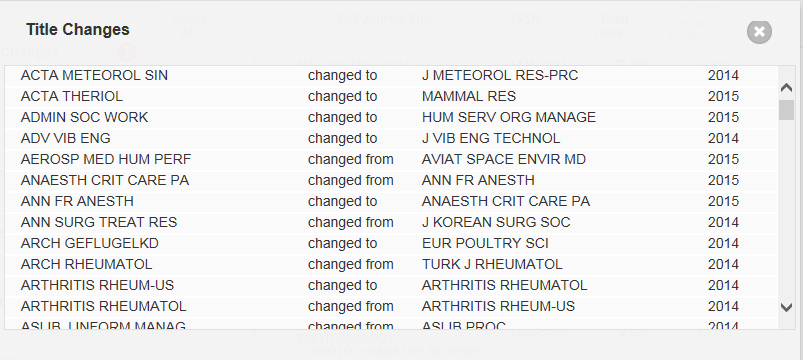 Title Changes
ACTA METEOROL SIN changed to J METEOROL RES-PRC 2014
ACTA THERIOL changed to MAMMAL RES 2015
ADMIN SOC WORK changed to HUM SERV ORG MANAGE 2015
ADV VIB ENG changed to J VIB ENG TECHNOL 2014
AEROSP MED HUM PERF changed from AVIAT SPACE ENVIR MD 2015
ANAESTH CRIT CARE PA changed from ANN FR ANESTH 2015
ANN FR ANESTH changed to ANAESTH CRIT CARE PA 2015
ANN SURG TREAT RES changed from J KOREAN SURG SOC 2014
ARCH GEFLUGELKD changed to EUR POULTRY SCI 2014
ARCH RHEUMATOL changed from TURK J RHEUMATOL 2014
ARTHRITIS RHEUM-US changed to ARTHRITIS RHEUMATOL 2014
ARTHRITIS RHEUMATOL changed from ARTHRITIS RHEUM-US 2014
ASLIB J INFORM MANAG changed from ASLIB PROC 2014